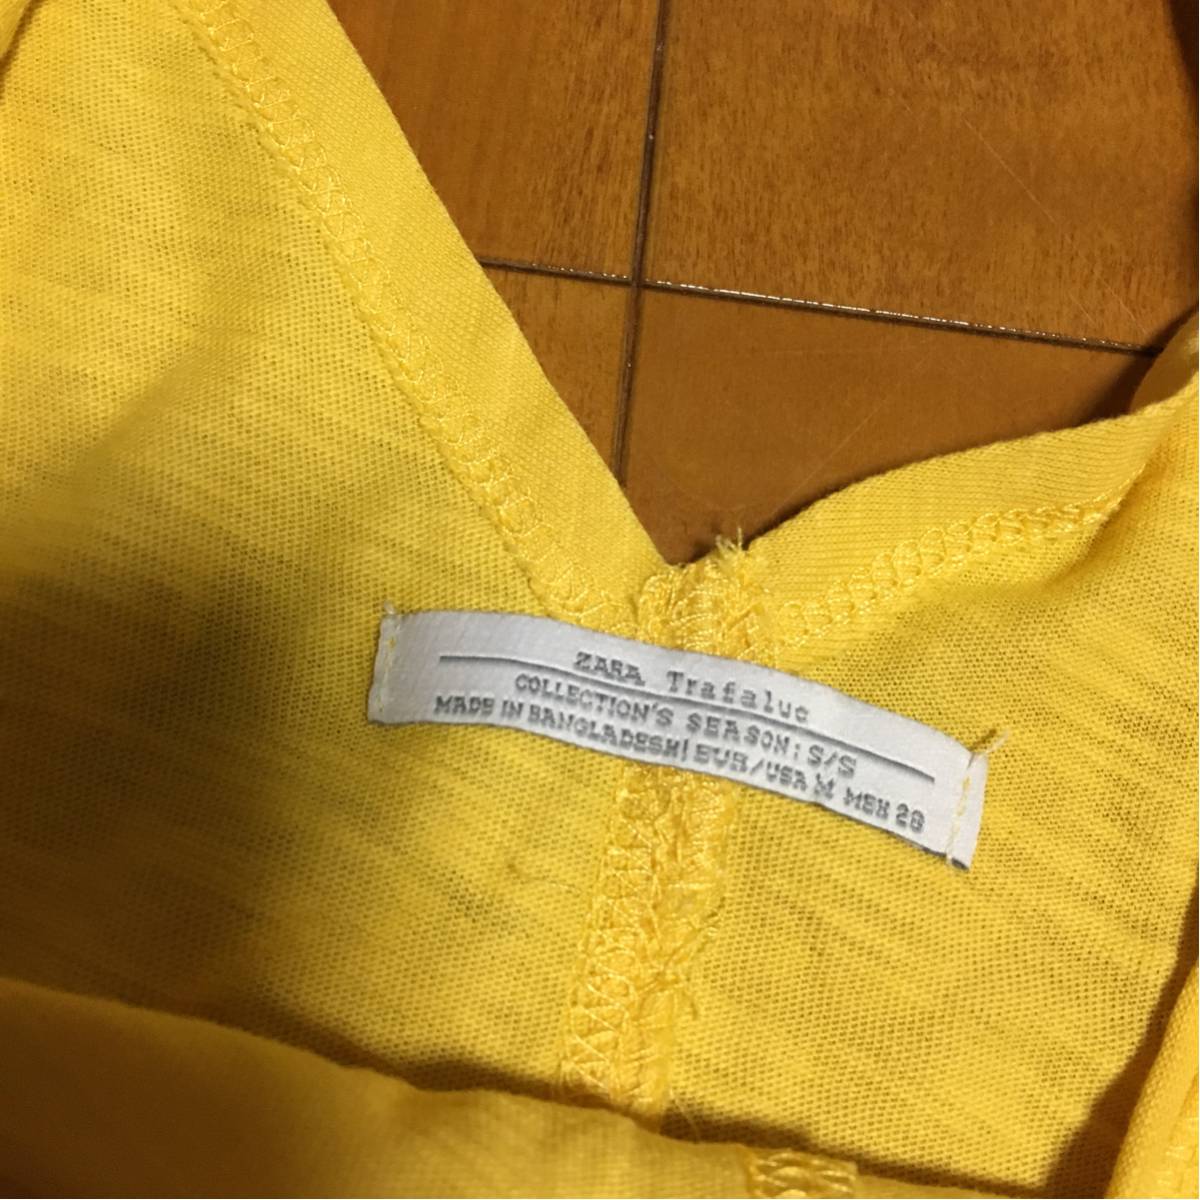 ZARA Trafaluc
COLLECTION'S SEASON: S/S
MADE IN BANGLADESH/ EUR/USA M MEX 28